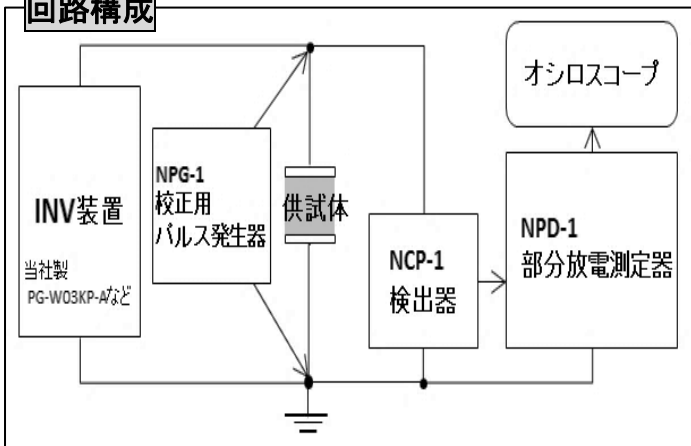 回路構成
INV装置
当社製
PG-W03KP-Aなど
NPG-1
校正用
パルス発生器
供試体
NCP-1
検出器
オシロスコープ
NPD-1
部分放電測定器